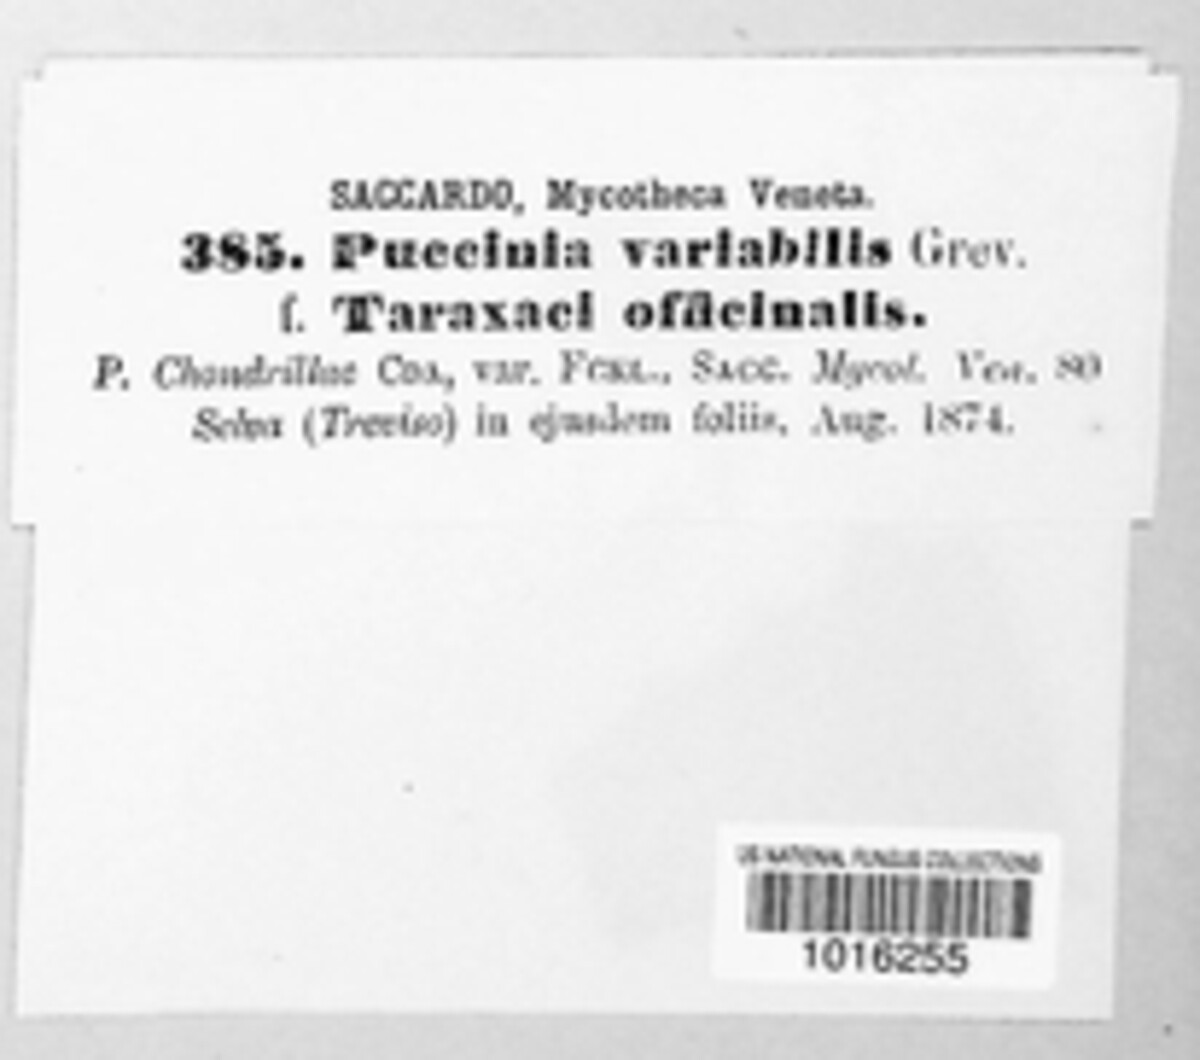 SACCARDO, Mycotheca Veneta.
385. Puccinia variabilis Grev.
f. Taraxaci officinalis.
P. Chondrillae CDA, var. FCKL., SACC. Mycot. Ven. 80
Selva (Treviso) in ejusdem foliis, Aug. 1874.
US NATIONAL FUNGUS COLLECTIONS
1016255